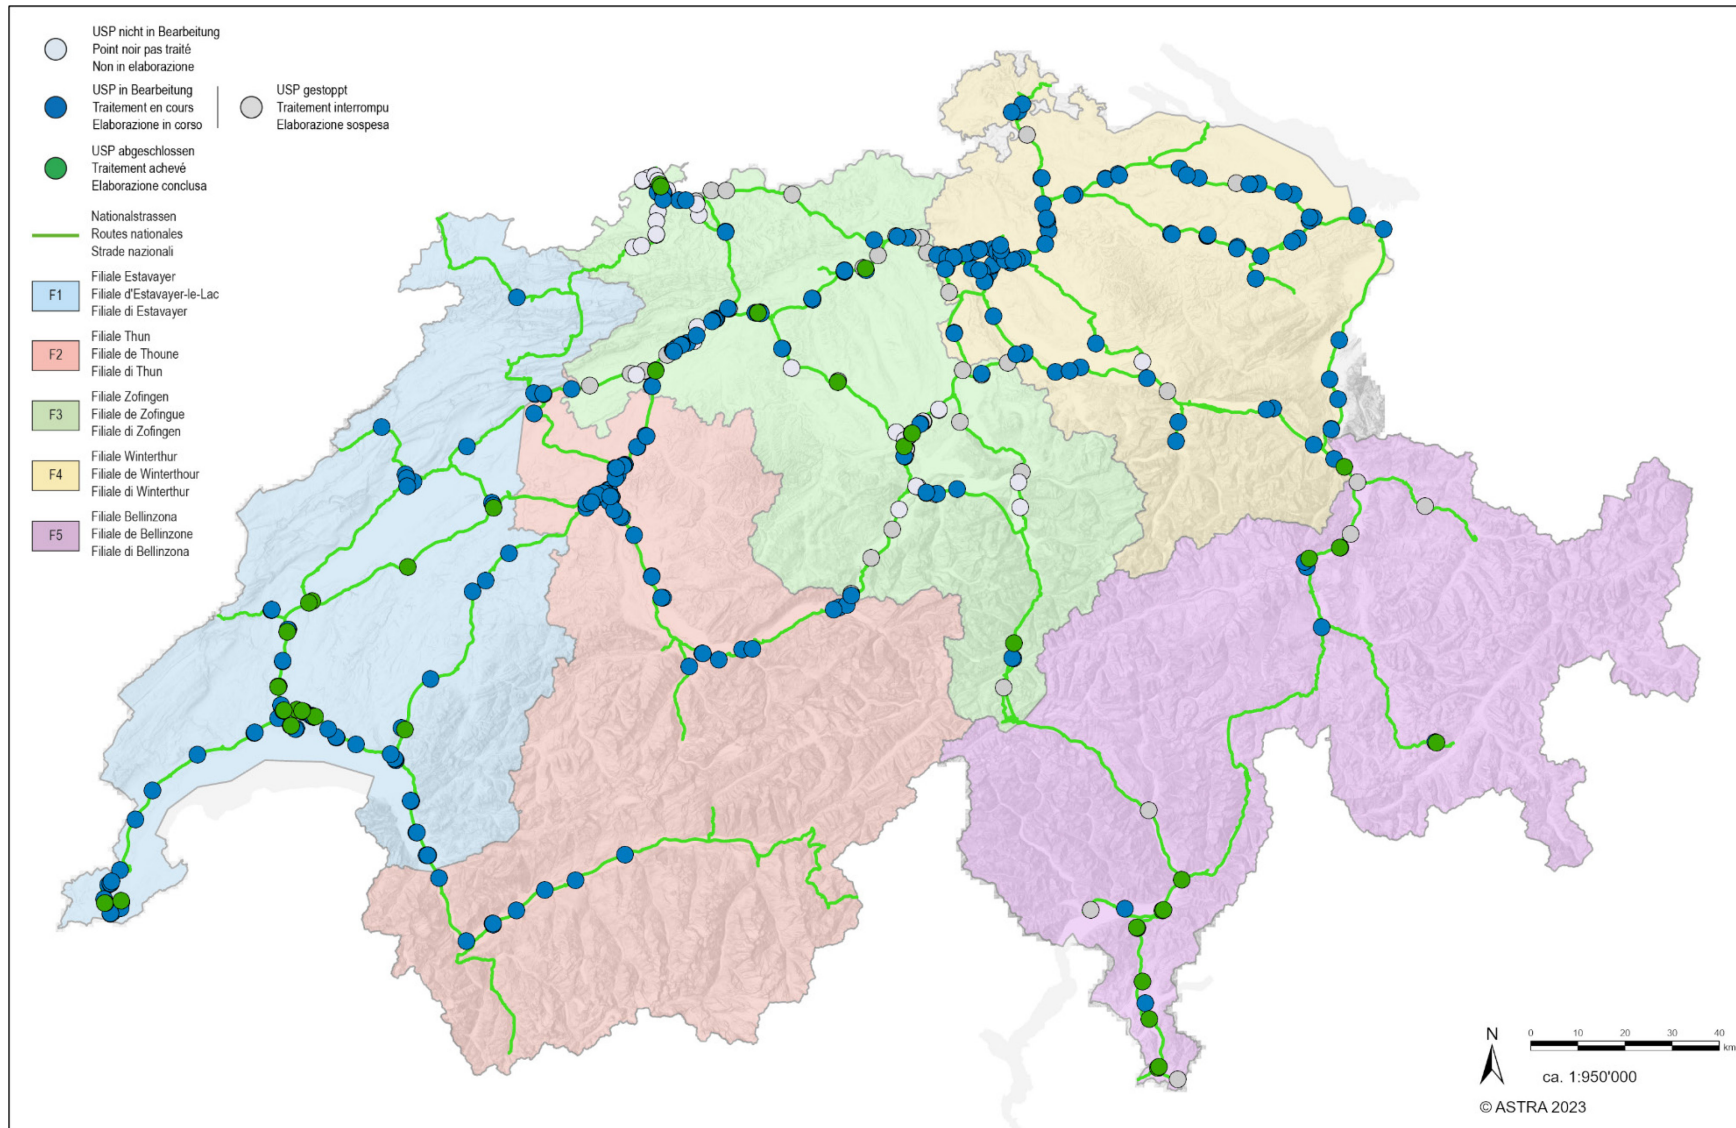 USP nicht in Bearbeitung
Point noir pas traité
Non in elaborazione
USP in Bearbeitung
Traitement en cours
Elaborazione in corso
USP gestoppt
Traitement interrompu
Elaborazione sospesa
USP abgeschlossen
Traitement achevé
Elaborazione conclusa
Nationalstrassen
Routes nationales
Strade nazionali
F1
Filiale Estavayer
Filiale d'Estavayer-le-Lac
Filiale di Estavayer
F2
Filiale Thun
Filiale de Thoune
Filiale di Thun
F3
Filiale Zofingen
Filiale de Zofingue
Filiale di Zofingen
F4
Filiale Winterthur
Filiale de Winterthour
Filiale di Winterthur
F5
Filiale Bellinzona
Filiale de Bellinzone
Filiale di Bellinzona
N
0 10 20 30 40
km
ca. 1:950'000
© ASTRA 2023